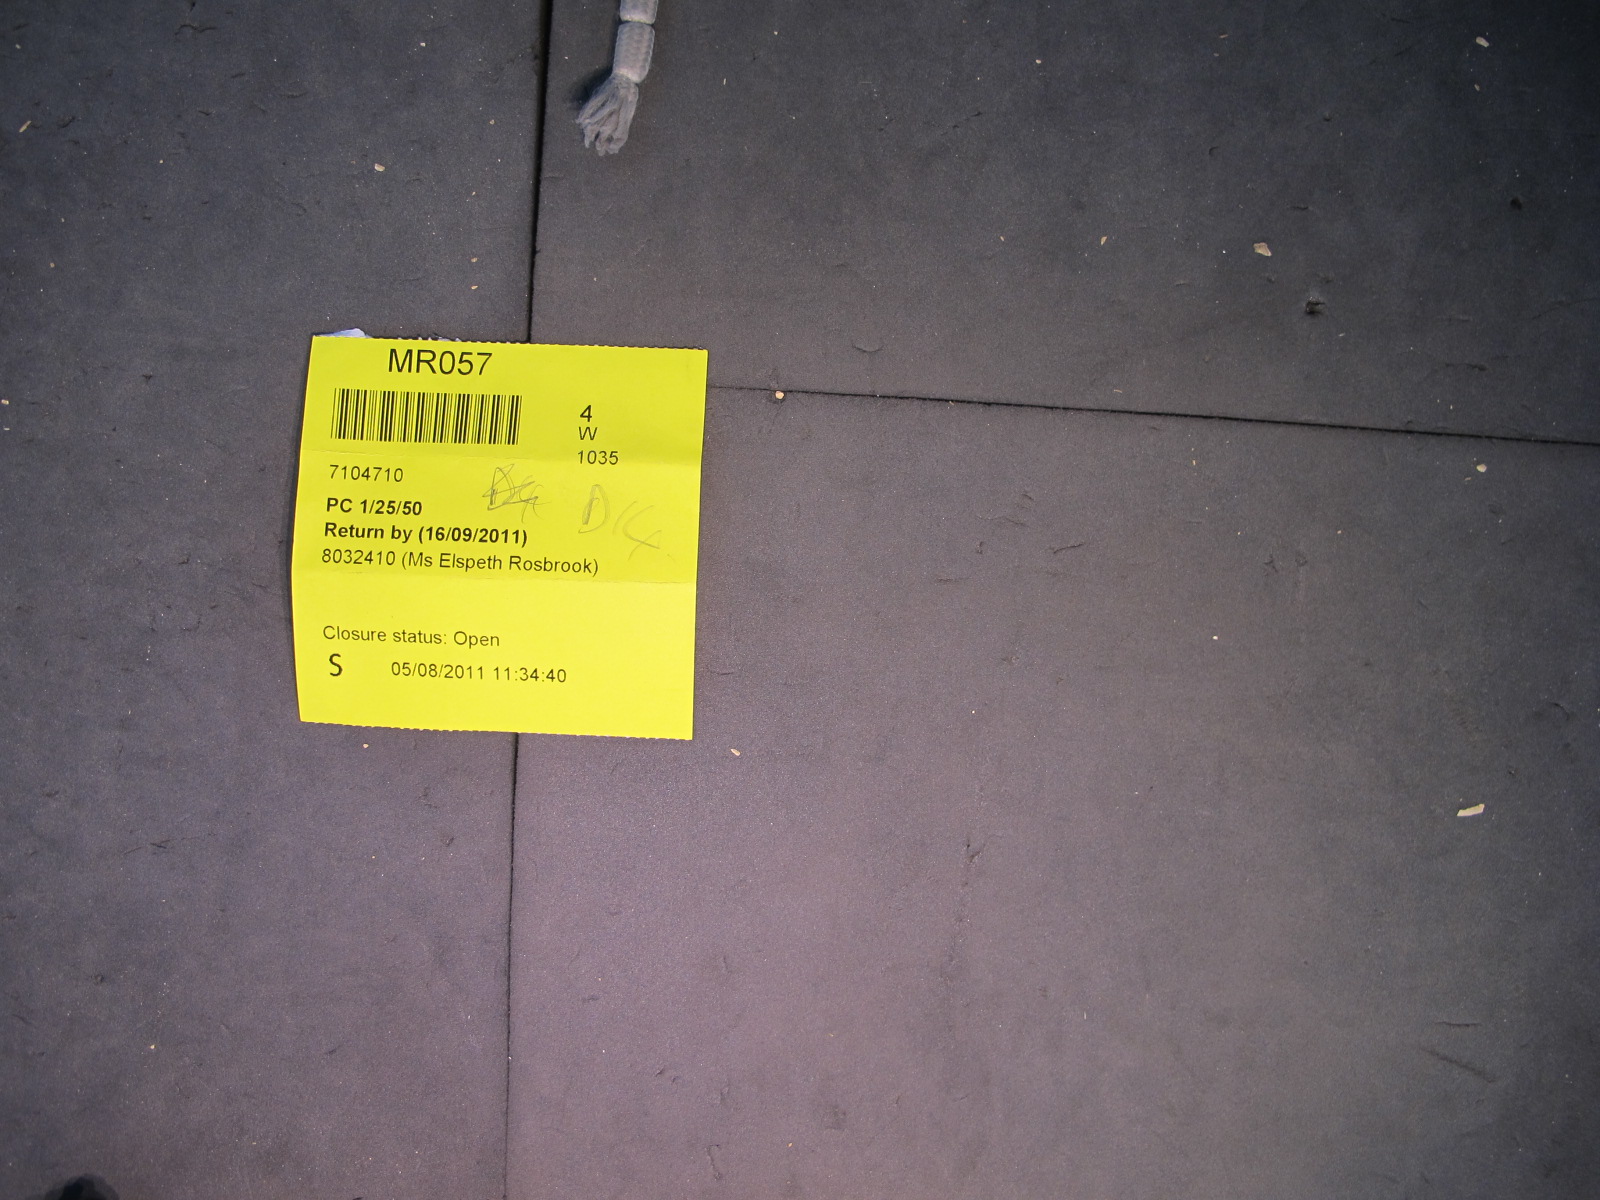 MR057
4
W
1035
7104710
PC 1/25/50
Return by (16/09/2011)
8032410 (Ms Elspeth Rosbrook)
Closure status: Open
S 05/08/2011 11:34:40